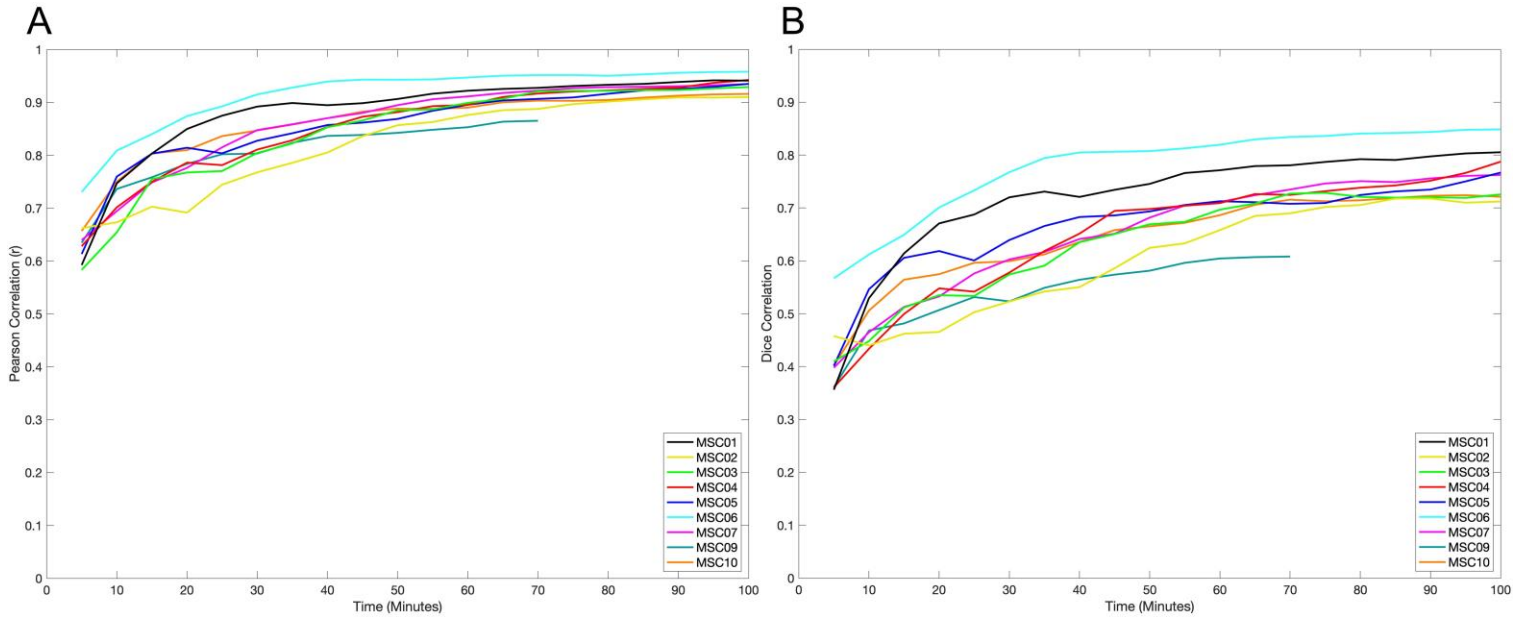 A
Pearson Correlation (r)
1
0.9
0.8
0.7
0.6
0.5
0.4
0.3
0.2
0.1
0
0 10 20 30 40 50 60 70 80 90 100
Time (Minutes)
MSC01
MSC02
MSC03
MSC04
MSC05
MSC06
MSC07
MSC09
MSC10
B
Dice Correlation
1
0.9
0.8
0.7
0.6
0.5
0.4
0.3
0.2
0.1
0
0 10 20 30 40 50 60 70 80 90 100
Time (Minutes)
MSC01
MSC02
MSC03
MSC04
MSC05
MSC06
MSC07
MSC09
MSC10